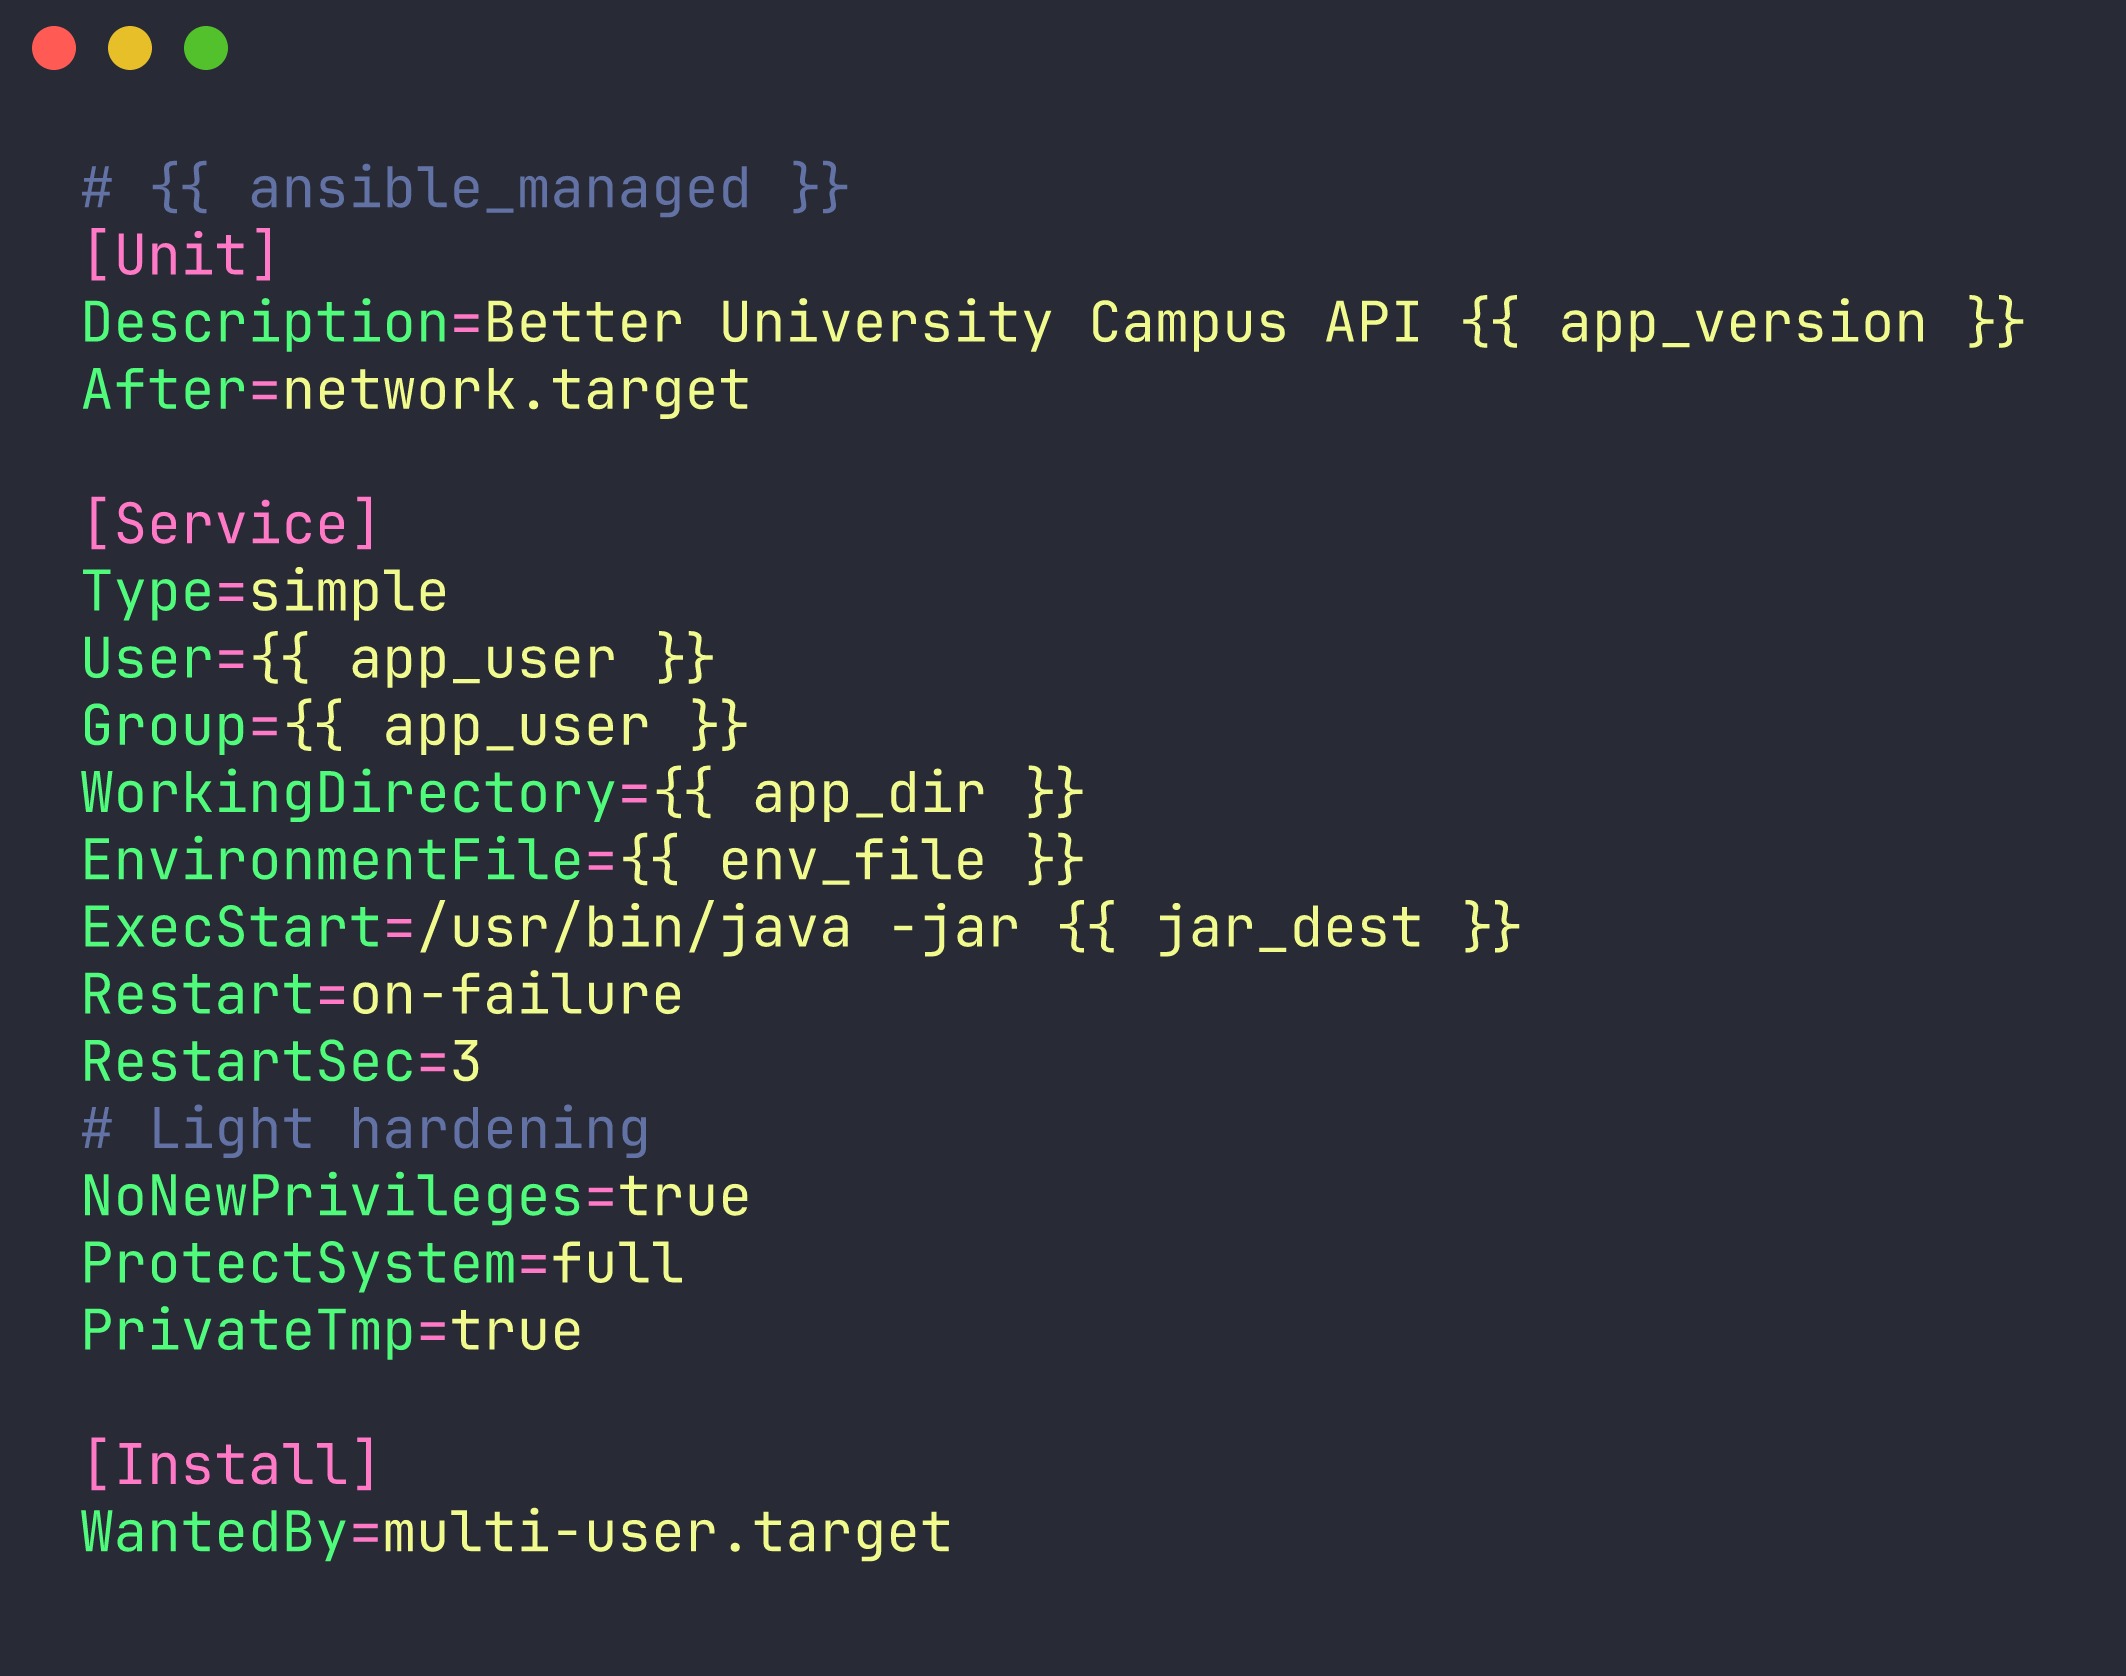 # {{ ansible_managed }}
[Unit]
Description=Better University Campus API {{ app_version }}
After=network.target

[Service]
Type=simple
User={{ app_user }}
Group={{ app_user }}
WorkingDirectory={{ app_dir }}
EnvironmentFile={{ env_file }}
ExecStart=/usr/bin/java -jar {{ jar_dest }}
Restart=on-failure
RestartSec=3
# Light hardening
NoNewPrivileges=true
ProtectSystem=full
PrivateTmp=true

[Install]
WantedBy=multi-user.target